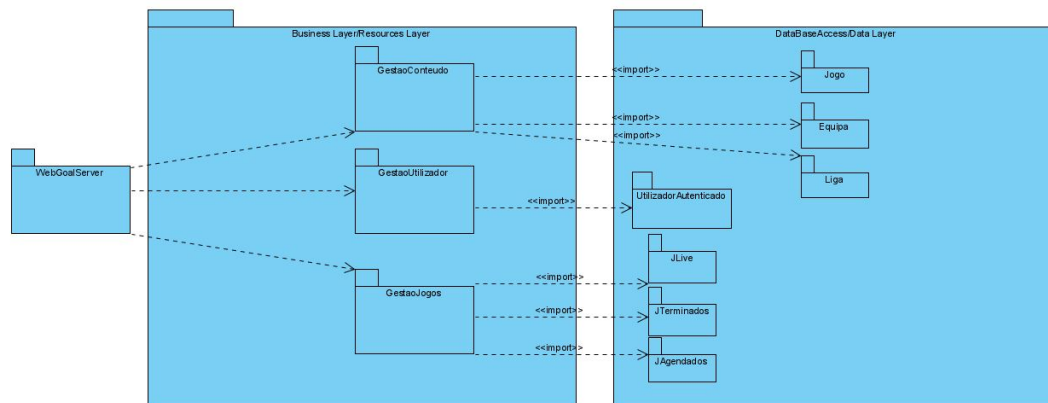 Business Layer/Resources Layer
DataBaseAccess/Data Layer
GestaoConteudo
<<import>>
Jogo
<<import>>
Equipa
<<import>>
WebGoalServer
GestaoUtilizador
Liga
<<import>>
UtilizadorAutenticado
JLive
<<import>>
GestaoJogos
<<import>>
JTerminados
<<import>>
JAgendados